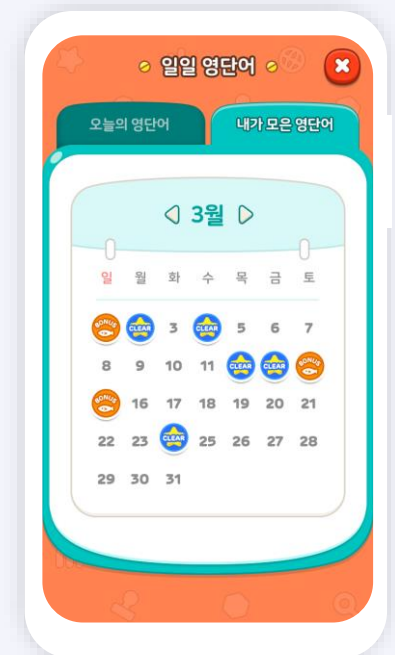 일일 영단어
오늘의 영단어 내가 모은 영단어
3월
일 월 화 수 목 금 토
BONUS CLEAR 3 CLEAR 5 6 7
8 9 10 11 CLEAR CLEAR BONUS
BONUS 16 17 18 19 20 21
22 23 CLEAR 25 26 27 28
29 30 31